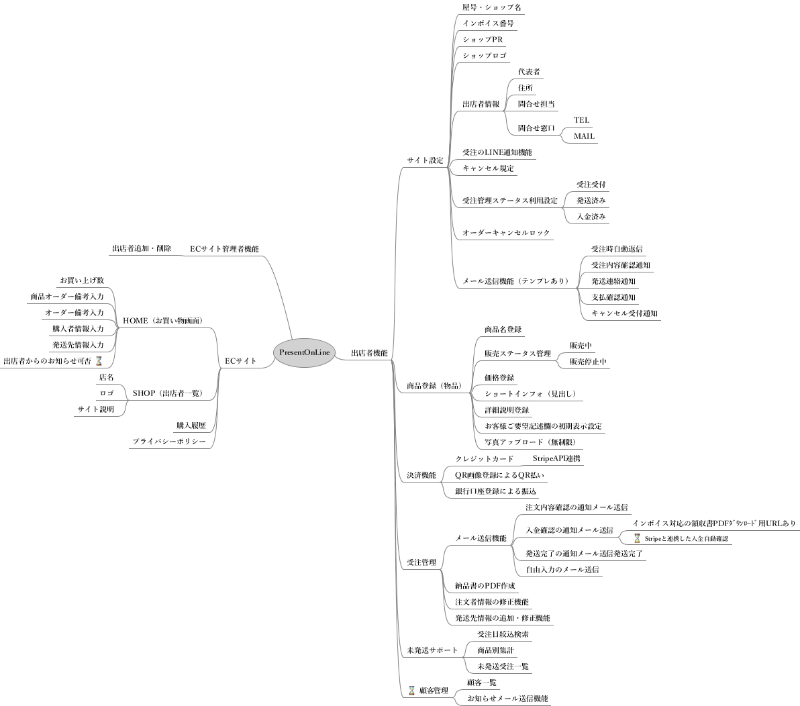 PresentOnLine
ECサイト管理者機能
出店者追加・削除
ECサイト
HOME（お買い物画面）
お買い上げ数
商品オーダー備考入力
オーダー備考入力
購入者情報入力
発送先情報入力
出店者からのお知らせ可否
SHOP（出店者一覧）
店名
ロゴ
サイト説明
購入履歴
プライバシーポリシー
出店者機能
サイト設定
屋号・ショップ名
インボイス番号
ショップPR
ショップロゴ
出店者情報
代表者
住所
問合せ担当
問合せ窓口
TEL
MAIL
受注のLINE通知機能
キャンセル規定
受注管理ステータス利用設定
受注受付
発送済み
入金済み
オーダーキャンセルロック
メール送信機能（テンプレあり）
受注時自動返信
受注内容確認通知
発送連絡通知
支払確認通知
キャンセル受付通知
商品登録（物品）
商品名登録
販売ステータス管理
販売中
販売停止中
価格登録
ショートインフォ（見出し）
詳細説明登録
お客様ご要望記述欄の初期表示設定
写真アップロード（無制限）
決済機能
クレジットカード
StripeAPI連携
QR画像登録によるQR払い
銀行口座登録による振込
受注管理
メール送信機能
注文内容確認の通知メール送信
入金確認の通知メール送信
インボイス対応の領収書PDFﾀﾞｳﾝﾛｰﾄﾞ用URLあり
Stripeと連携した入金自動確認
発送完了の通知メール送信発送完了
自由入力のメール送信
納品書のPDF作成
注文者情報の修正機能
発送先情報の追加・修正機能
未発送サポート
受注日絞込検索
商品別集計
未発送受注一覧
顧客管理
顧客一覧
お知らせメール送信機能